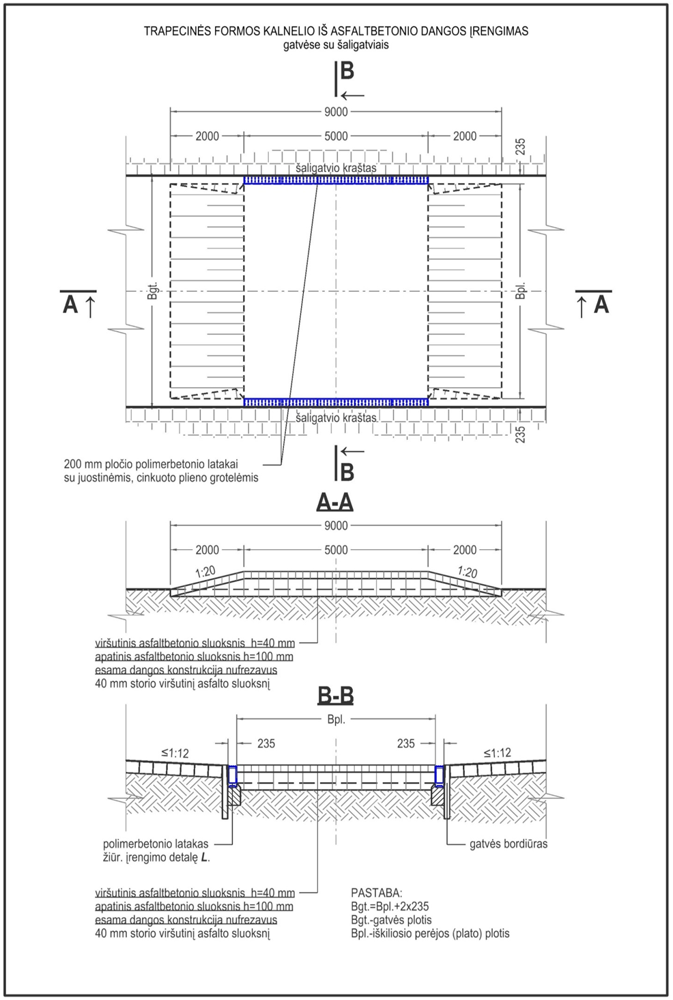 TRAPECINĖS FORMOS KALNELIO IŠ ASFALTBETONIO DANGOS ĮRENGIMAS
gatvėse su šaligatviais
B
9000
2000 5000 2000
235
šaligatvio kraštas
Bgt.
Bpl.
A A
šaligatvio kraštas
235
200 mm pločio polimerbetonio latakai
su juostinėmis, cinkuoto plieno grotelėmis
B
A-A
9000
2000 5000 2000
1:20 1:20
viršutinis asfaltbetonio sluoksnis h=40 mm
apatinis asfaltbetonio sluoksnis h=100 mm
esama dangos konstrukcija nufrezavus
40 mm storio viršutinį asfalto sluoksnį
B-B
Bpl.
235 235
≤1:12 ≤1:12
polimerbetonio latakas
žiūr. įrengimo detalę L.
gatvės bordiūras
viršutinis asfaltbetonio sluoksnis h=40 mm
apatinis asfaltbetonio sluoksnis h=100 mm
esama dangos konstrukcija nufrezavus
40 mm storio viršutinį asfalto sluoksnį
PASTABA:
Bgt.=Bpl.+2x235
Bgt.-gatvės plotis
Bpl.-iškiliosio perėjos (plato) plotis